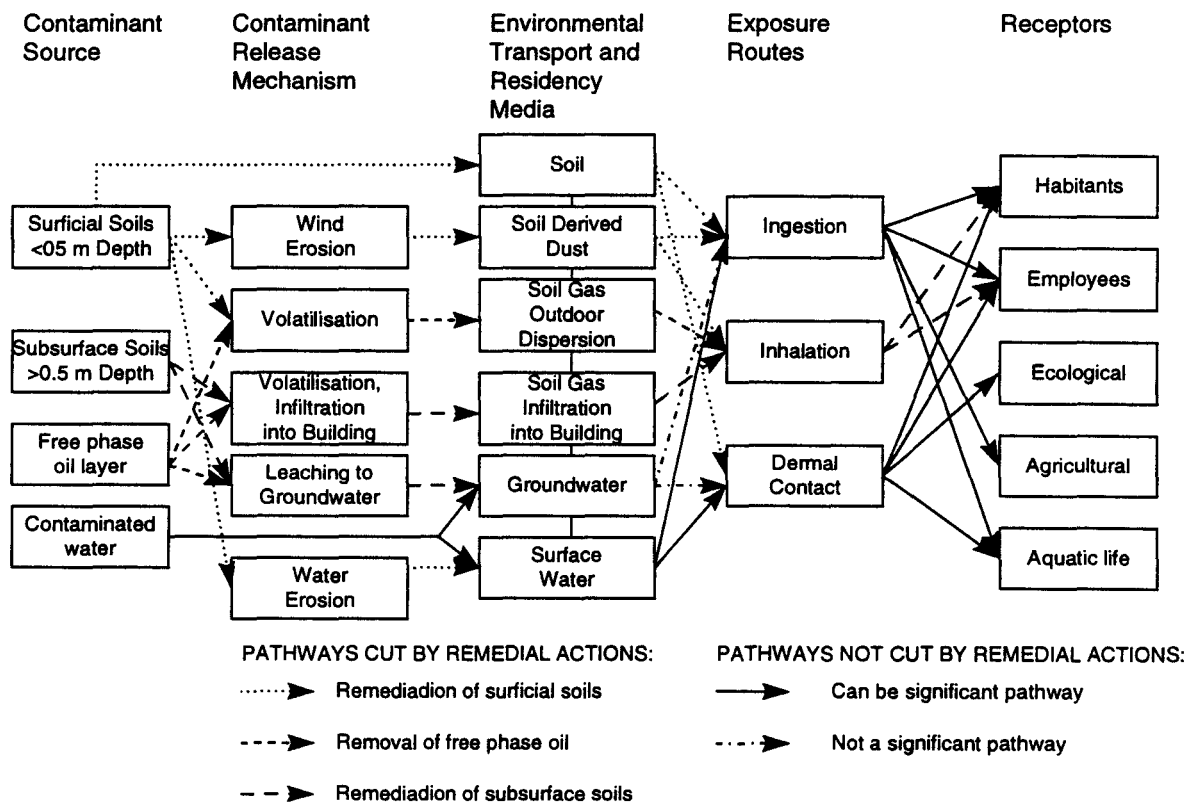 Contaminant
Source
Contaminant
Release
Mechanism
Environmental
Transport and
Residency
Media
Exposure
Routes
Receptors
Surficial Soils
<05 m Depth
Subsurface Soils
>0.5 m Depth
Free phase
oil layer
Contaminated
water
Wind
Erosion
Volatilisation
Volatilisation,
Infiltration
into Building
Leaching to
Groundwater
Water
Erosion
Soil
Soil Derived
Dust
Soil Gas
Outdoor
Dispersion
Soil Gas
Infiltration
into Building
Groundwater
Surface
Water
Ingestion
Inhalation
Dermal
Contact
Habitants
Employees
Ecological
Agricultural
Aquatic life
PATHWAYS CUT BY REMEDIAL ACTIONS:
Remediadion of surficial soils
Removal of free phase oil
Remediadion of subsurface soils
PATHWAYS NOT CUT BY REMEDIAL ACTIONS:
Can be significant pathway
Not a significant pathway